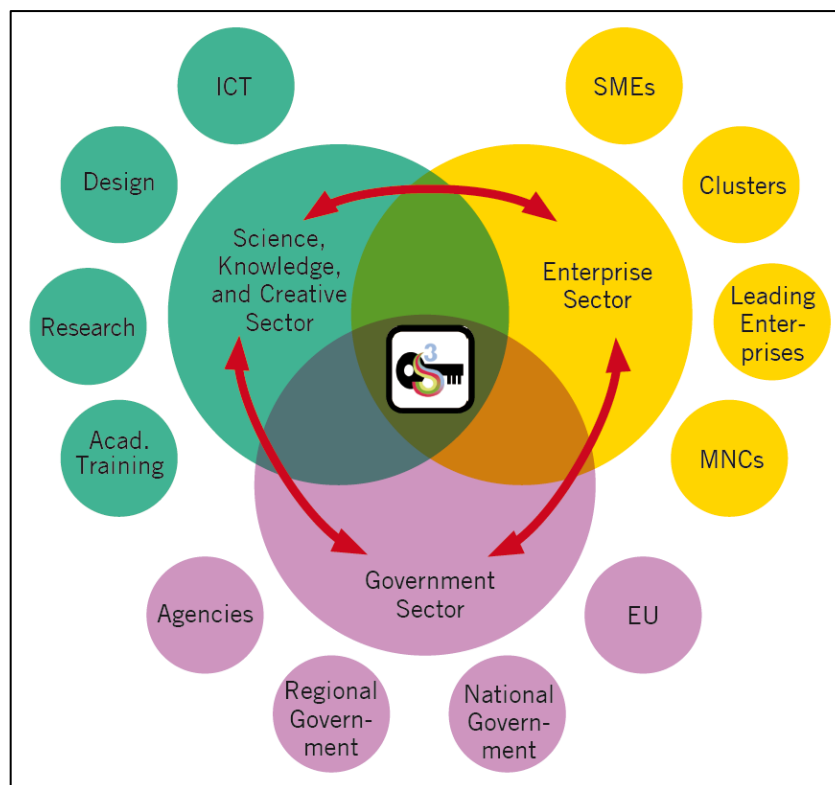 ICT
SMEs
Design
Clusters
Science,
Knowledge,
and Creative
Sector
Enterprise
Sector
Research
Leading
Enter-
prises
3
S
Acad.
Training
MNCs
Government
Sector
Agencies
EU
Regional
Govern-
ment
National
Govern-
ment